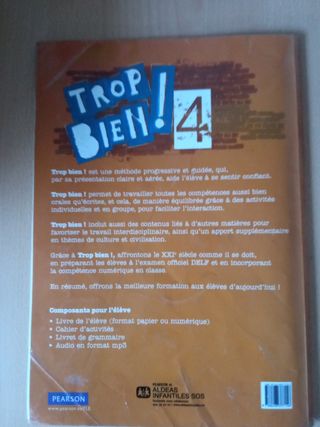 TROP
BIEN! 4
Trop bien ! est une méthode progressive et guidée, qui,
par sa présentation claire et aérée, aide l'élève à se sentir confiant.
Trop bien ! permet de travailler toutes les compétences aussi bien
orales qu'écrites, et cela, de manière équilibrée grâce à des activités
individuelles et en groupe, pour faciliter l'interaction.
Trop bien ! inclut aussi des contenus liés à d'autres matières pour
favoriser le travail interdisciplinaire, ainsi qu'un apport supplémentaire
en thèmes de culture et civilisation.
Grâce à Trop bien !, affrontons le XXIe siècle comme il se doit,
en préparant les élèves à l'examen officiel DELF et en incorporant
la compétence numérique en classe.
En résumé, offrons la meilleure formation aux élèves d'aujourd'hui !
Composants pour l'élève
• Livre de l'élève (format papier ou numérique)
• Cahier d'activités
• Livret de grammaire
• Audio en format mp3
PEARSON
www.pearson.es
ALDEAS
INFANTILES SOS